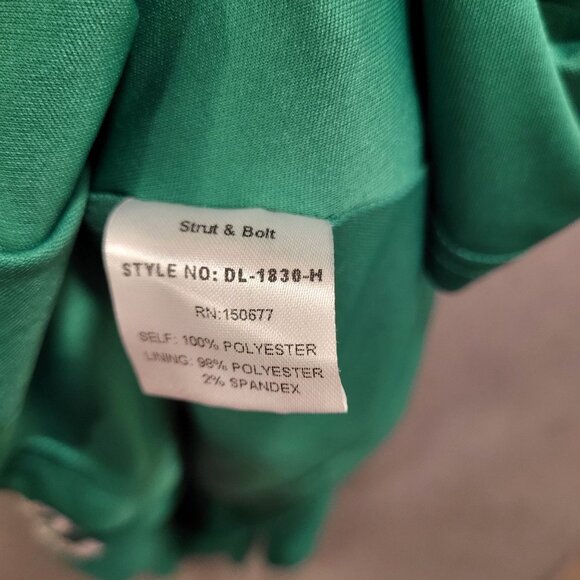 Strut & Bolt
STYLE NO: DL-1830-H
RN:150677
SELF: 100% POLYESTER
LINING: 98% POLYESTER
2% SPANDEX